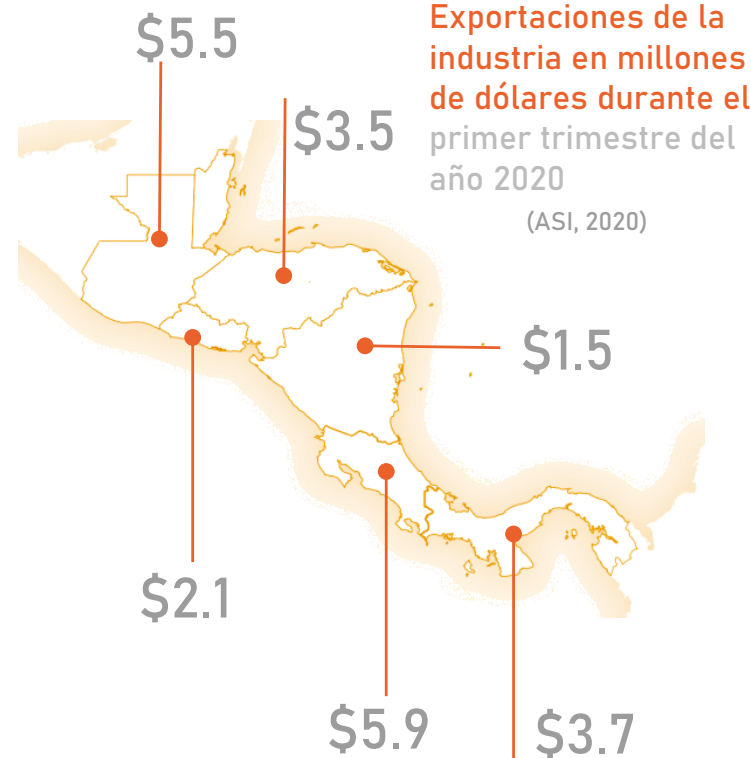 $5.5
Exportaciones de la
industria en millones
de dólares durante el
primer trimestre del
año 2020
(ASI, 2020)
$3.5
$1.5
$2.1
$5.9
$3.7